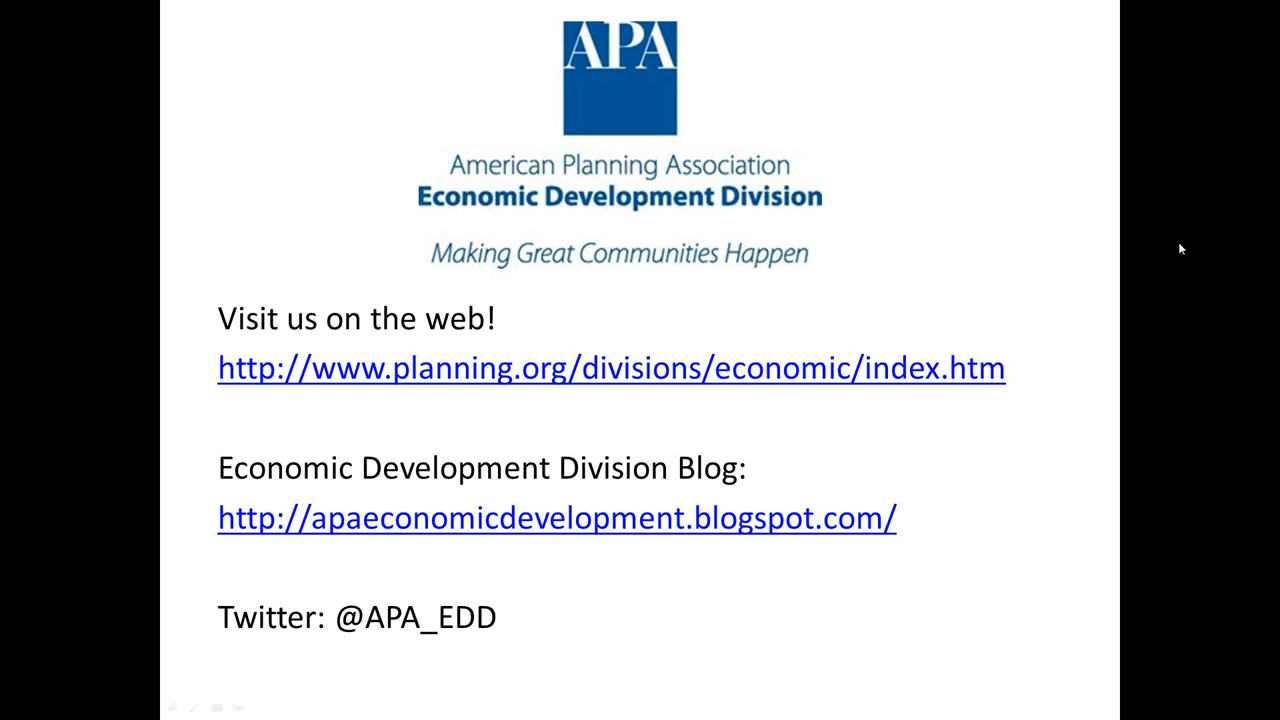 APA
American Planning Association
Economic Development Division
Making Great Communities Happen
Visit us on the web!
http://www.planning.org/divisions/economic/index.htm
Economic Development Division Blog:
http://apaeconomicdevelopment.blogspot.com/
Twitter: @APA_EDD